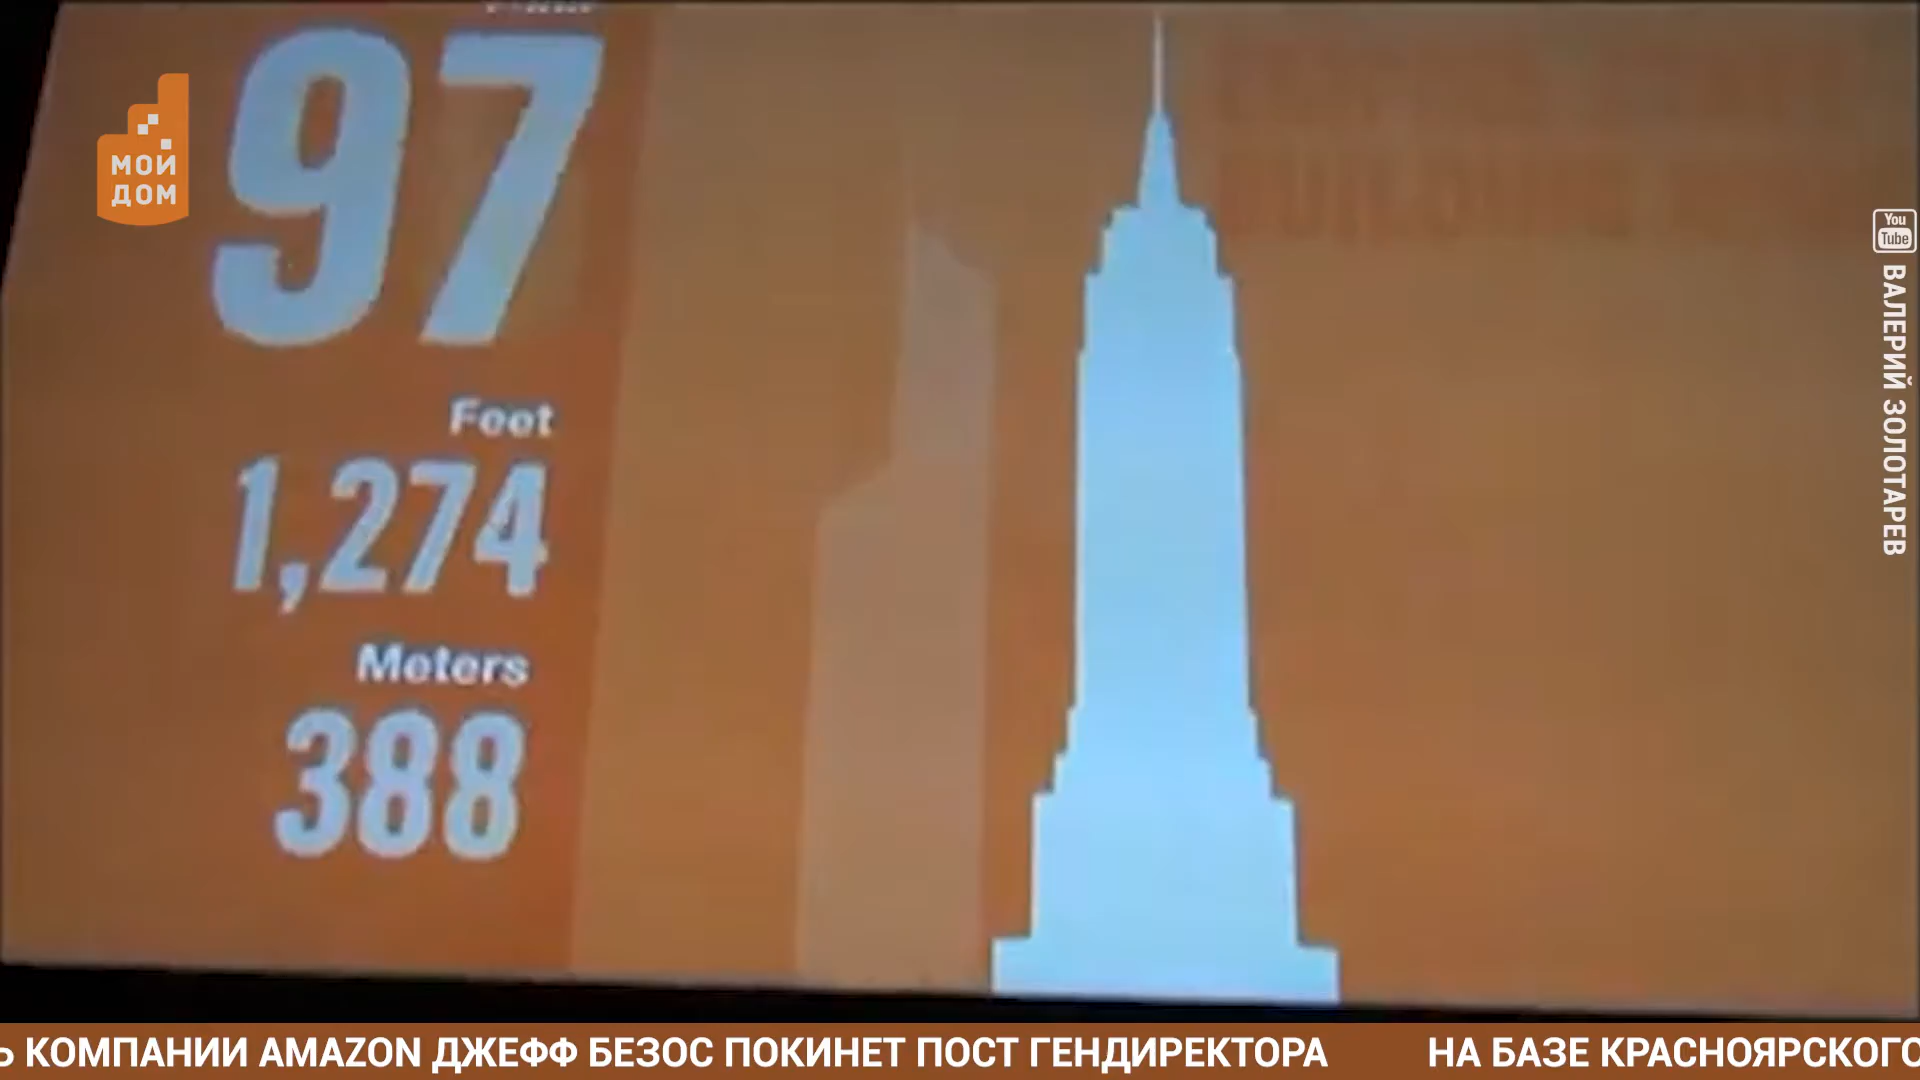 97
МОЙ
ДОМ
Feet
1,274
Meters
388
You
Tube
ВАЛЕРИЙ ЗОЛОТАРЕВ
Ь КОМПАНИИ AMAZON ДЖЕФФ БЕЗОС ПОКИНЕТ ПОСТ ГЕНДИРЕКТОРА
НА БАЗЕ КРАСНОЯРСКОГО